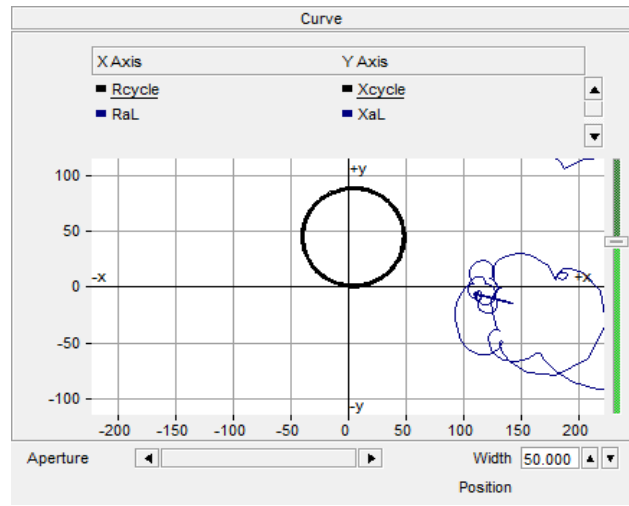 Curve
X Axis Y Axis
Rcycle Xcycle
RaL XaL
+y
100
50
-x 0 +x
-50
-100
-y
-200 -150 -100 -50 0 50 100 150 200
Aperture Width 50.000
Position